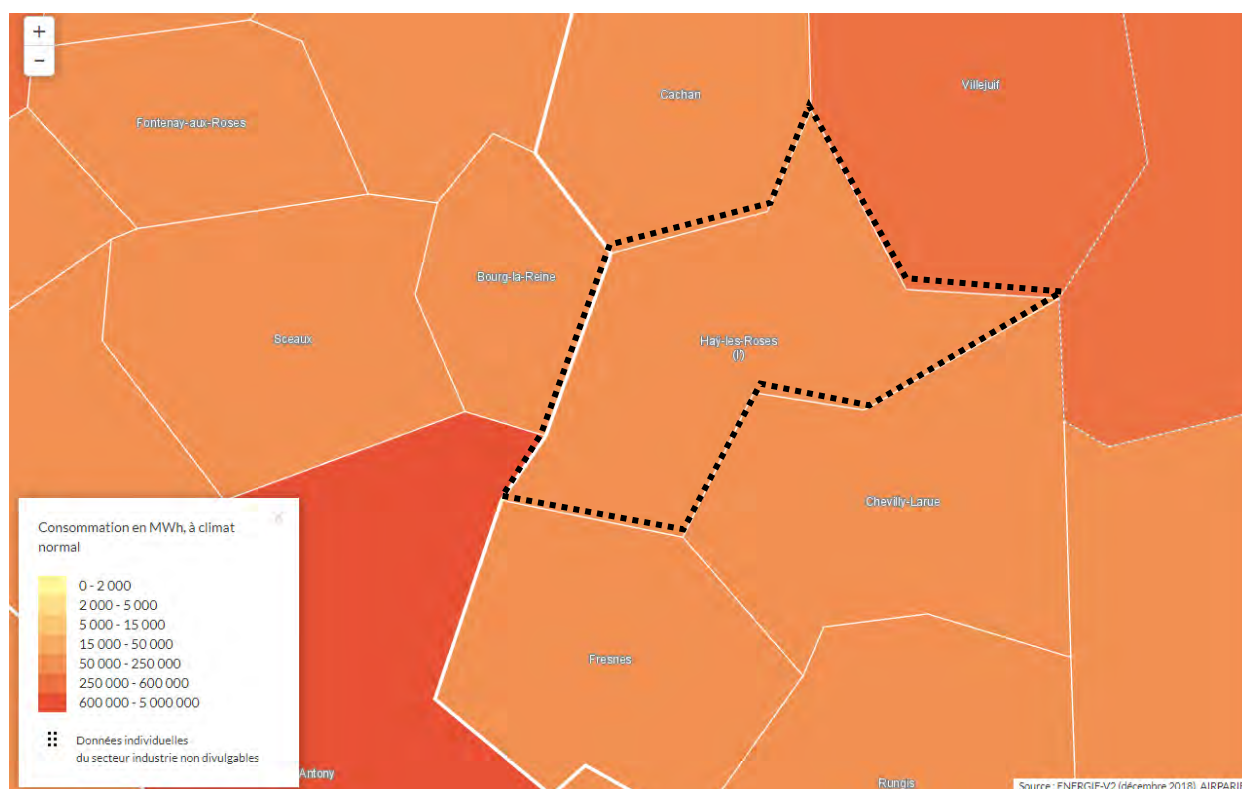 +
−
Cachan
Villejuif
Fontenay-aux-Roses
Bourg-la-Reine
Sceaux
Haÿ-les-Roses
(l')
Chevilly-Larue
Fresnes
Antony
Rungis
Consommation en MWh, à climat
normal
0 - 2 000
2 000 - 5 000
5 000 - 15 000
15 000 - 50 000
50 000 - 250 000
250 000 - 600 000
600 000 - 5 000 000
Données individuelles
du secteur industrie non divulgables
Source : ENERGIF-V2 (décembre 2018), AIRPARIF